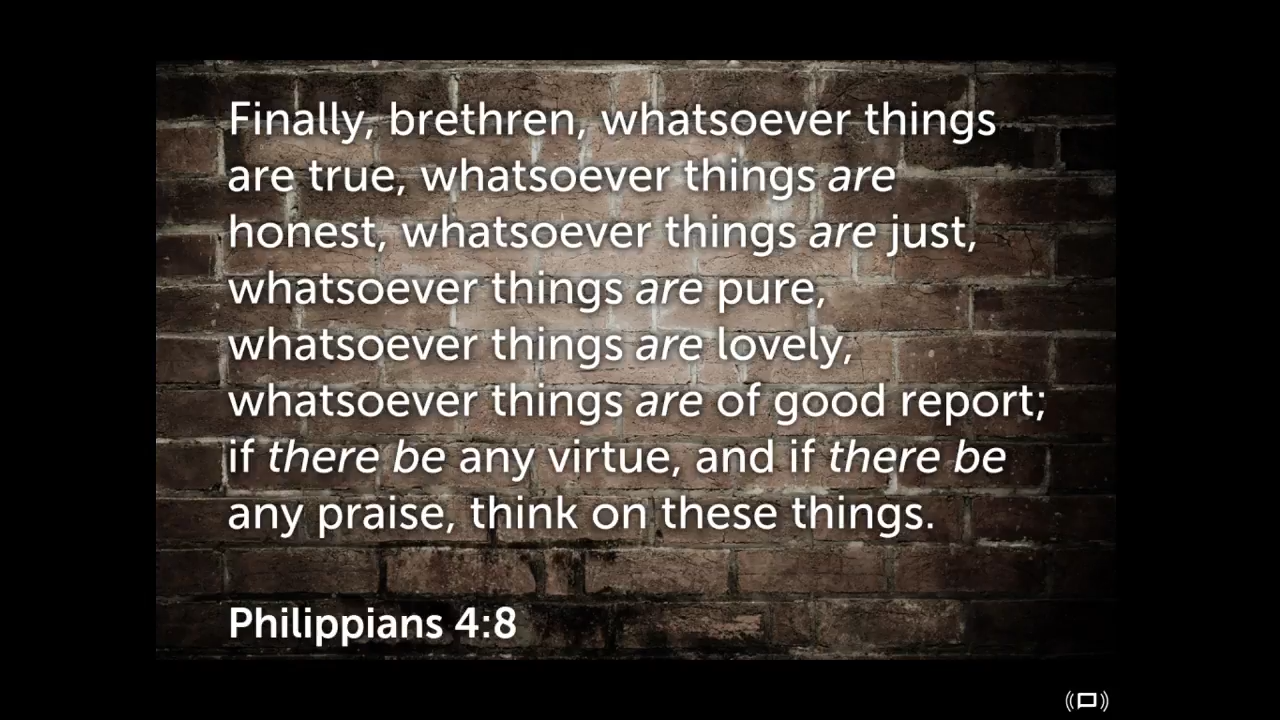 Finally, brethren, whatsoever things
are true, whatsoever things are
honest, whatsoever things are just,
whatsoever things are pure,
whatsoever things are lovely,
whatsoever things are of good report;
if there be any virtue, and if there be
any praise, think on these things.
Philippians 4:8